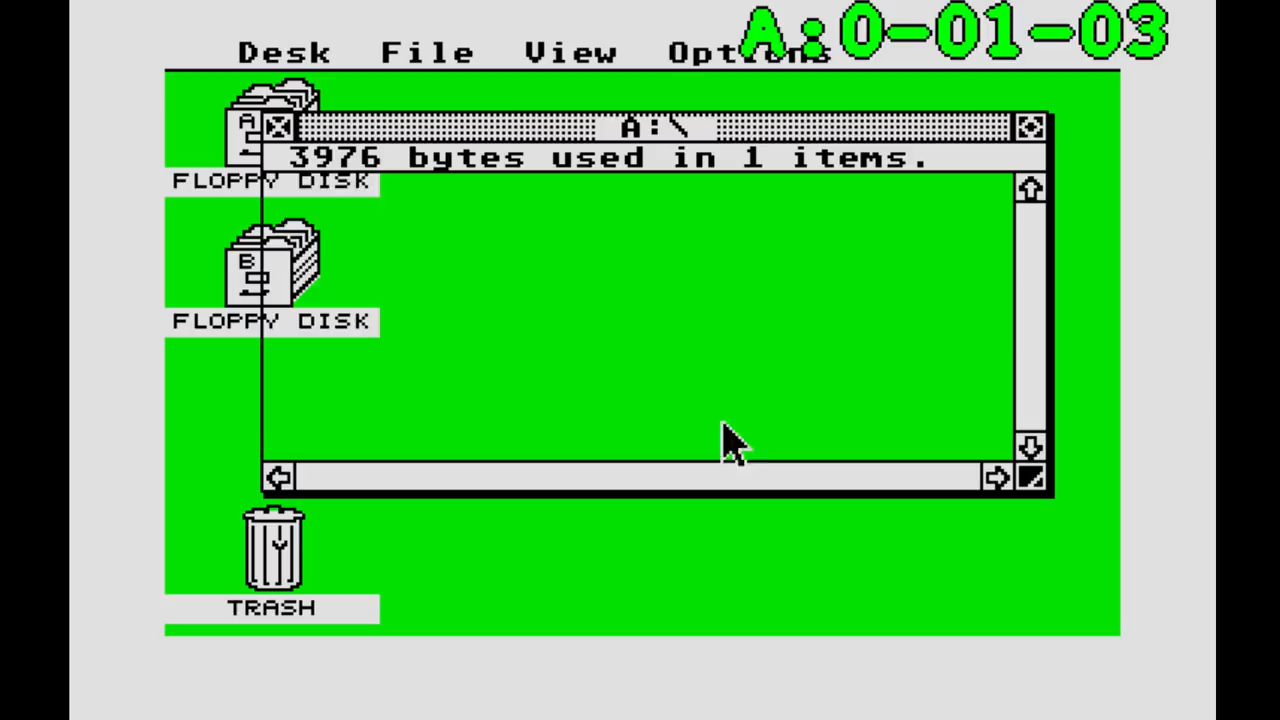 A:0-01-03
Desk File View Options
A:\
3976 bytes used in 1 items.
A
FLOPPY DISK
B
FLOPPY DISK
TRASH